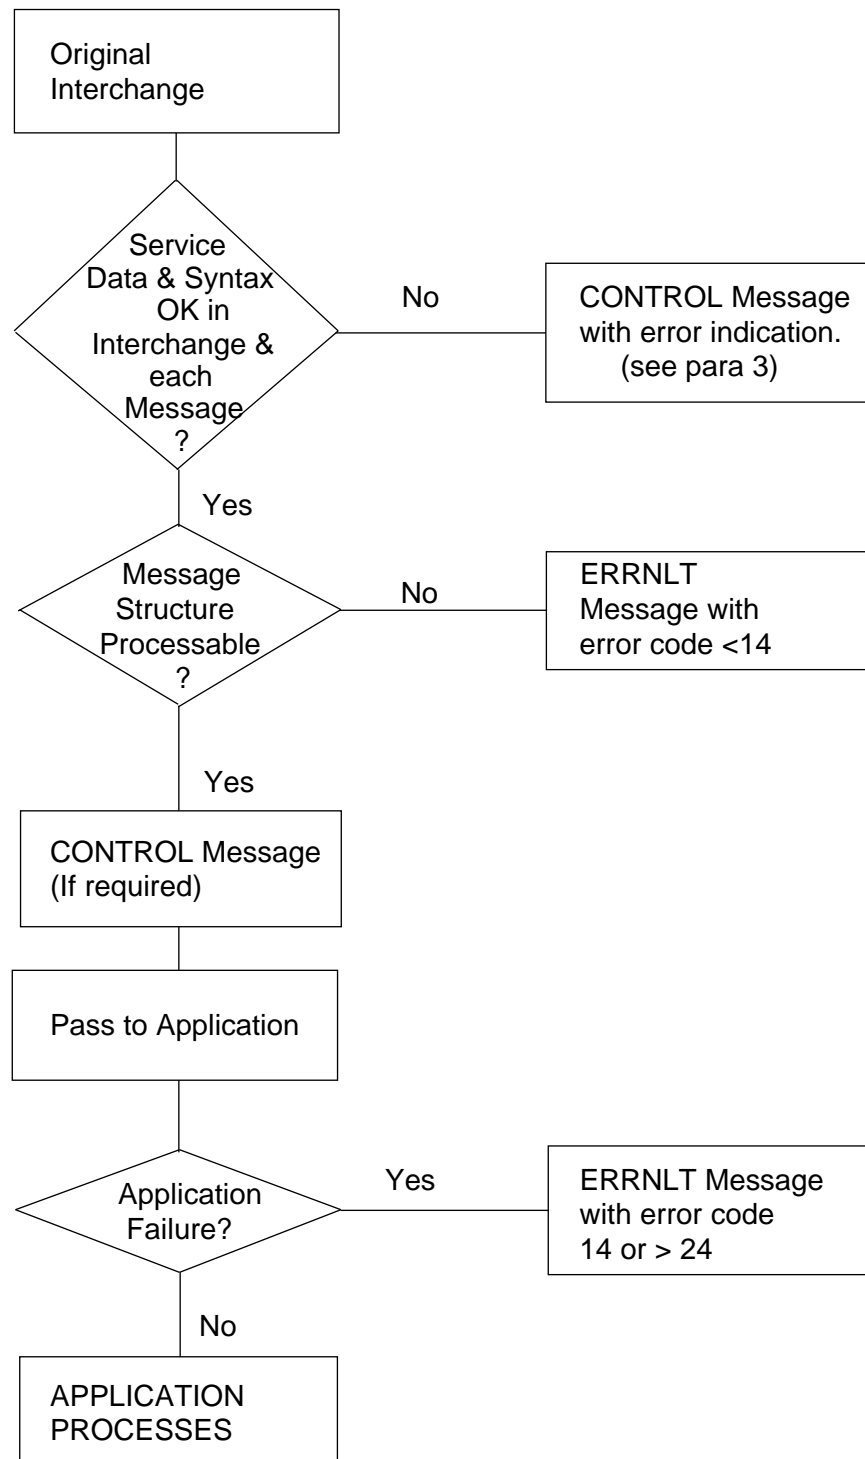 Original
Interchange
Service
Data & Syntax
OK in
Interchange &
each
Message
?
No
CONTROL Message
with error indication.
(see para 3)
Yes
Message
Structure
Processable
?
No
ERRNLT
Message with
error code <14
Yes
CONTROL Message
(If required)
Pass to Application
Application
Failure?
Yes
ERRNLT Message
with error code
14 or > 24
No
APPLICATION
PROCESSES